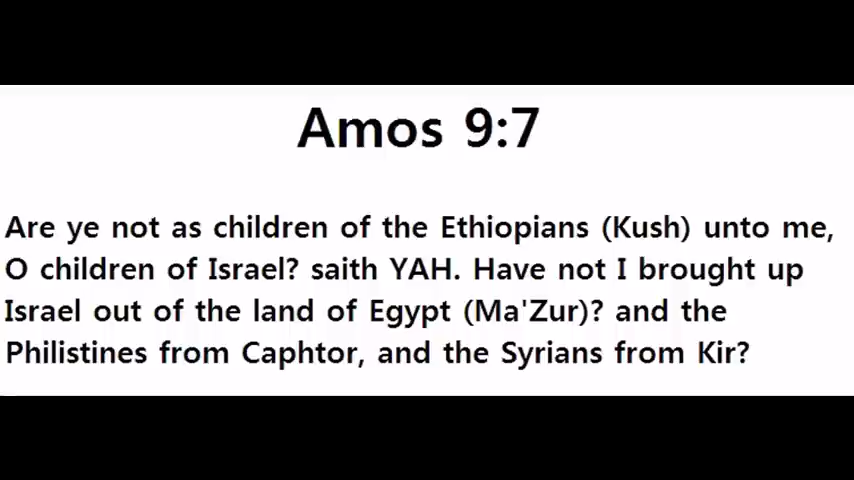 Amos 9:7
Are ye not as children of the Ethiopians (Kush) unto me,
O children of Israel? saith YAH. Have not I brought up
Israel out of the land of Egypt (Ma'Zur)? and the
Philistines from Caphtor, and the Syrians from Kir?